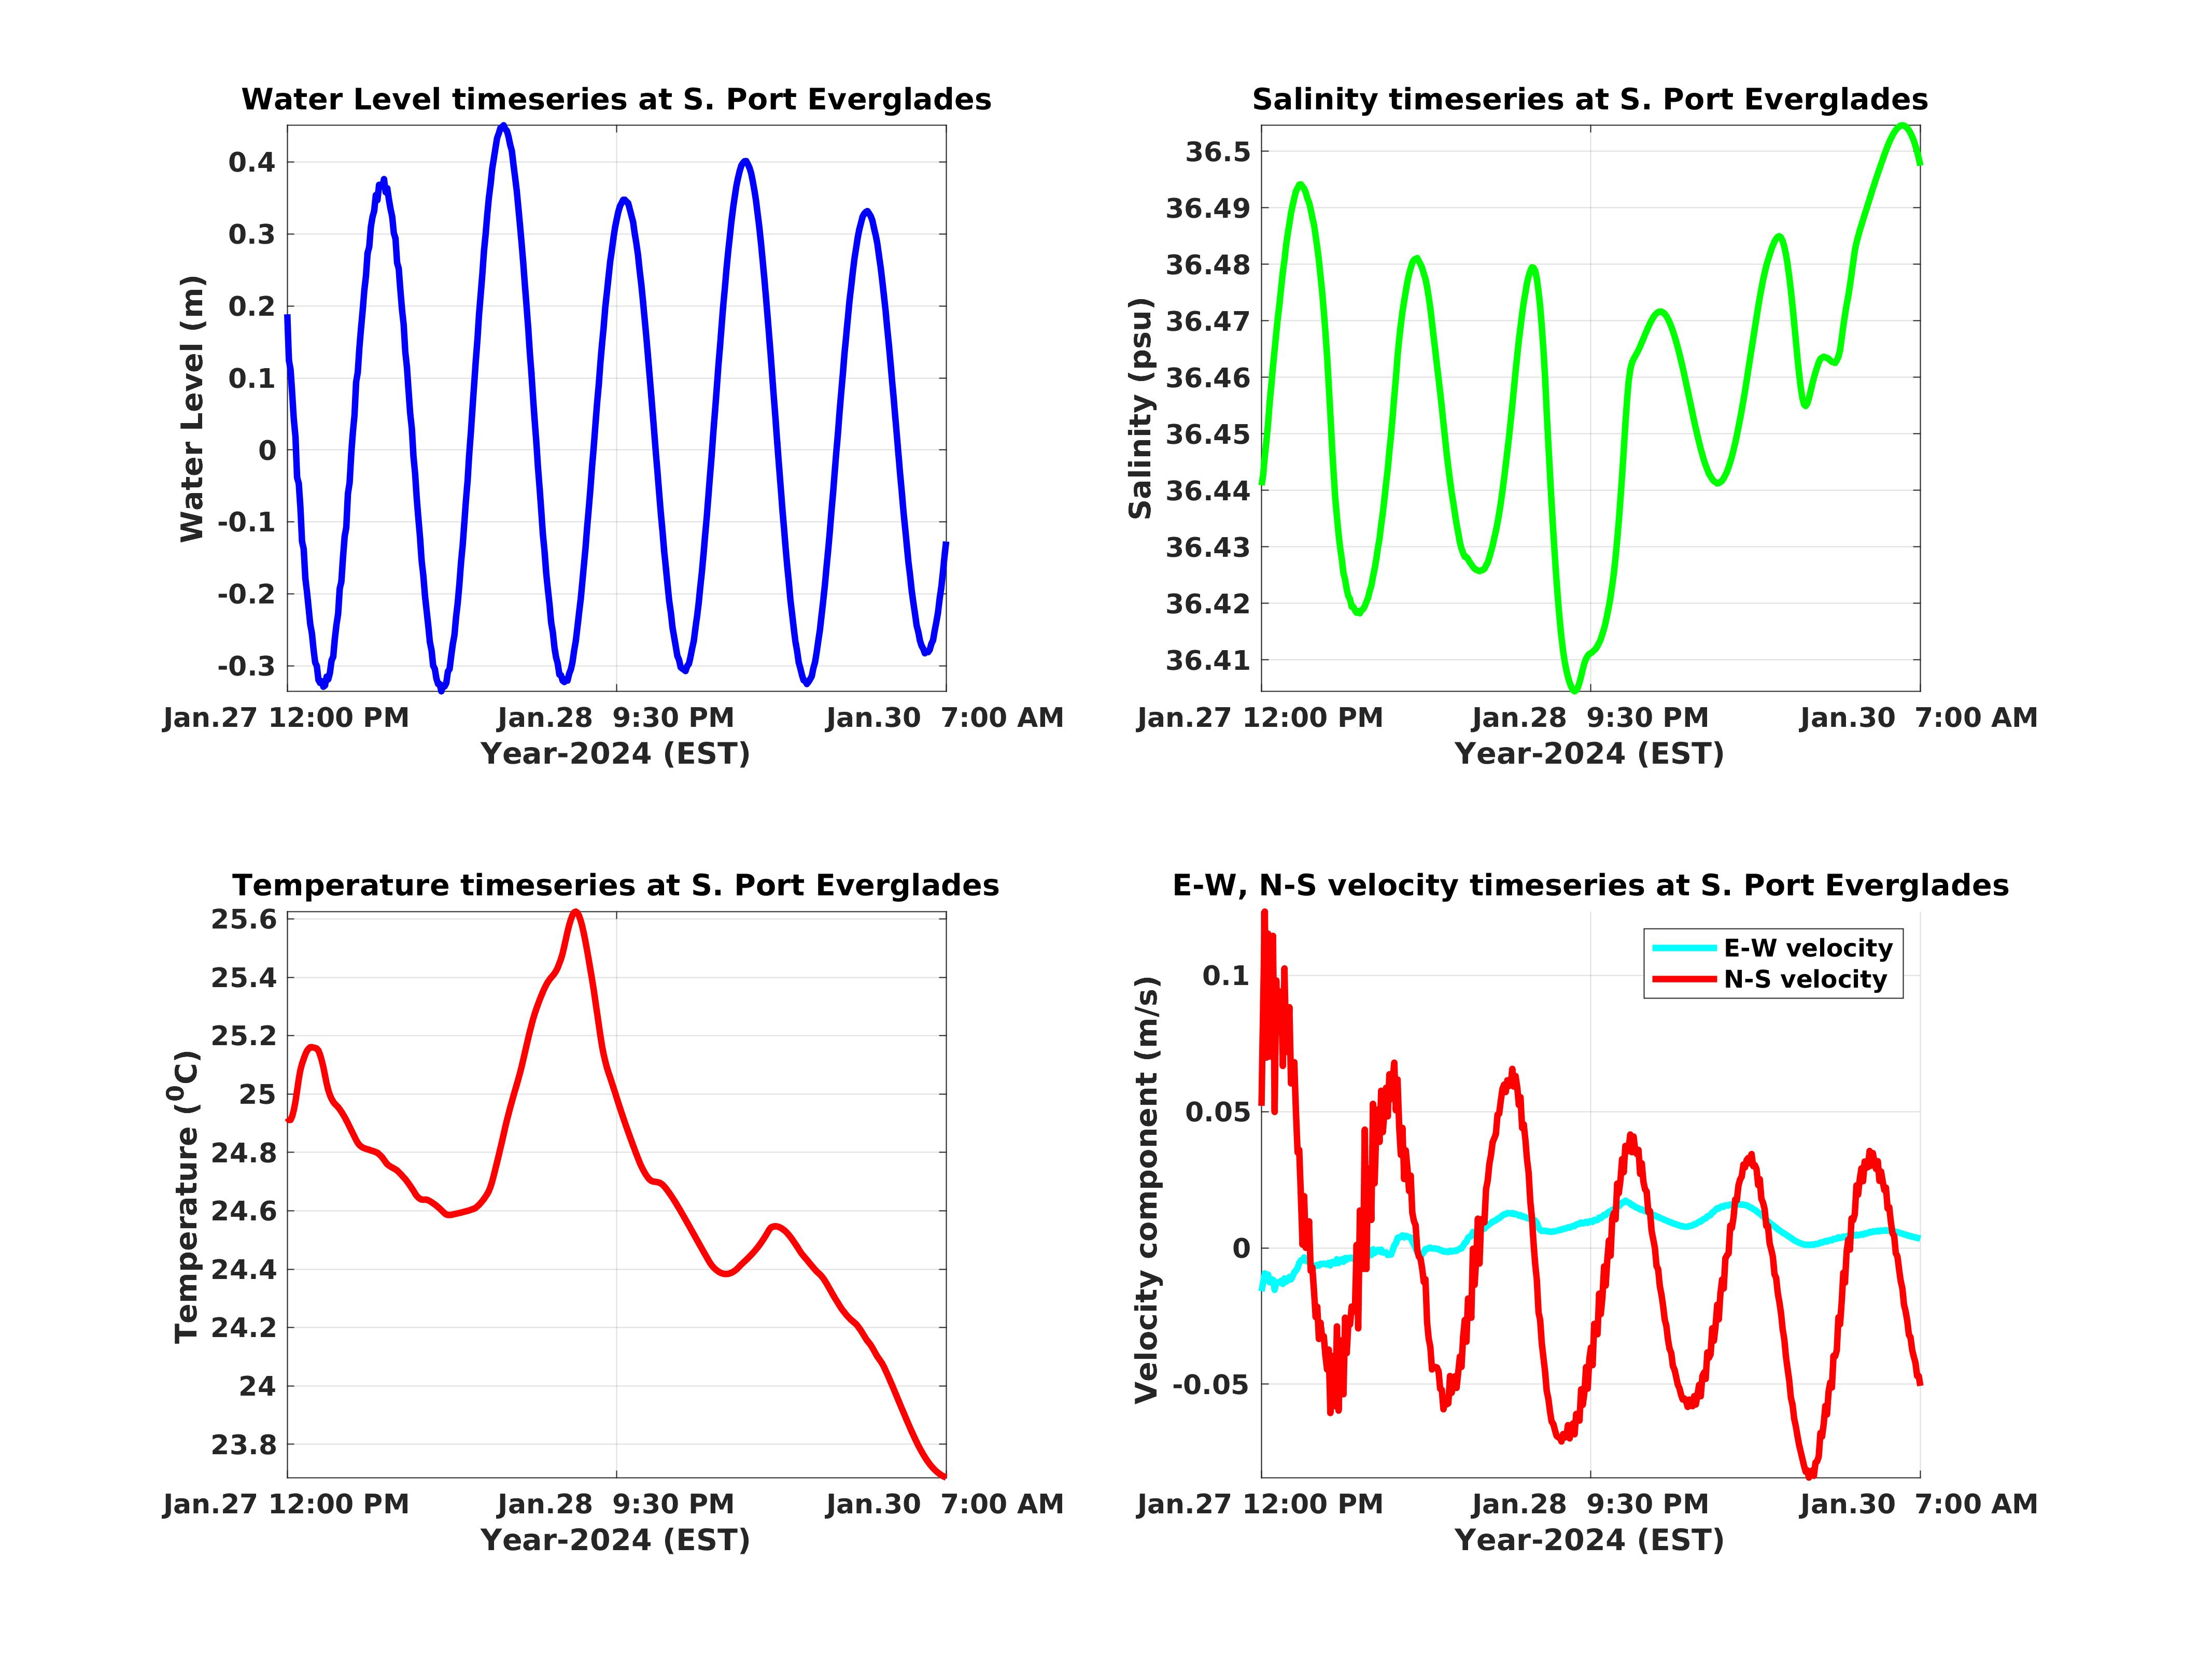 Water Level timeseries at S. Port Everglades
0.4
0.3
0.2
0.1
0
-0.1
-0.2
-0.3
Water Level (m)
Jan.27 12:00 PM Jan.28 9:30 PM Jan.30 7:00 AM
Year-2024 (EST)
Salinity timeseries at S. Port Everglades
36.5
36.49
36.48
36.47
36.46
36.45
36.44
36.43
36.42
36.41
Salinity (psu)
Jan.27 12:00 PM Jan.28 9:30 PM Jan.30 7:00 AM
Year-2024 (EST)
Temperature timeseries at S. Port Everglades
25.6
25.4
25.2
25
24.8
24.6
24.4
24.2
24
23.8
Temperature (⁰C)
Jan.27 12:00 PM Jan.28 9:30 PM Jan.30 7:00 AM
Year-2024 (EST)
E-W, N-S velocity timeseries at S. Port Everglades
E-W velocity
N-S velocity
0.1
0.05
0
-0.05
Velocity component (m/s)
Jan.27 12:00 PM Jan.28 9:30 PM Jan.30 7:00 AM
Year-2024 (EST)